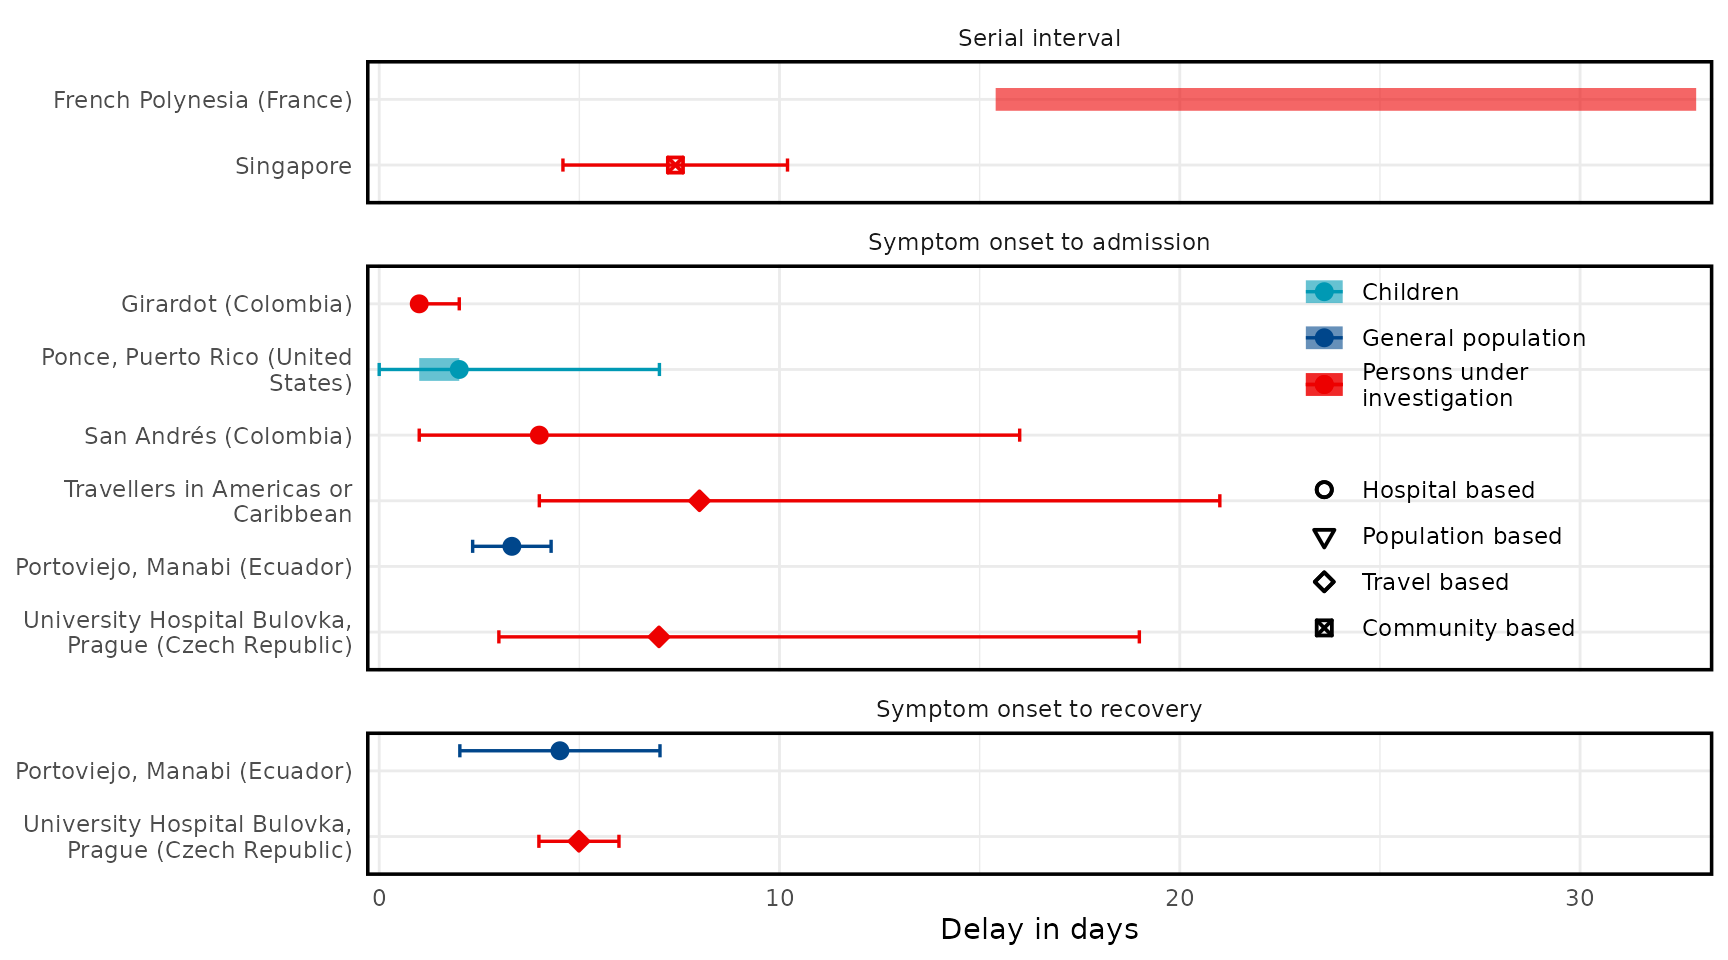 Serial interval
French Polynesia (France)
Singapore
Symptom onset to admission
Girardot (Colombia)
Ponce, Puerto Rico (United
States)
San Andrés (Colombia)
Travellers in Americas or
Caribbean
Portoviejo, Manabi (Ecuador)
University Hospital Bulovka,
Prague (Czech Republic)
Children
General population
Persons under
investigation
Hospital based
Population based
Travel based
Community based
Symptom onset to recovery
Portoviejo, Manabi (Ecuador)
University Hospital Bulovka,
Prague (Czech Republic)
0 10 20 30
Delay in days